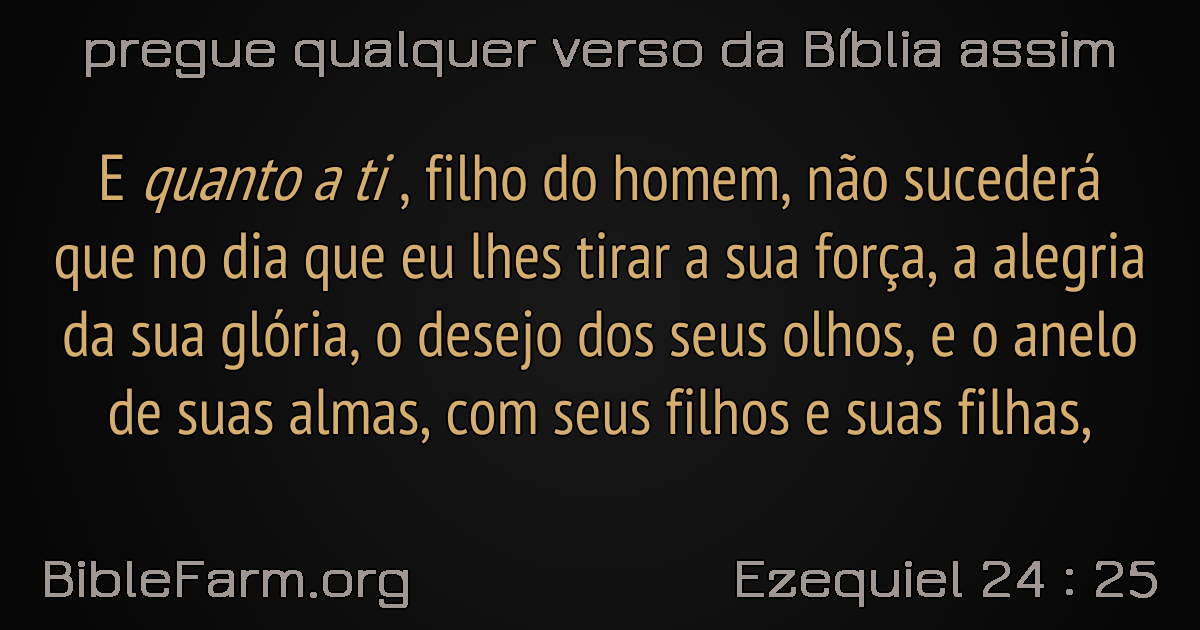 pregue qualquer verso da Bíblia assim
E quanto a ti , filho do homem, não sucederá
que no dia que eu lhes tirar a sua força, a alegria
da sua glória, o desejo dos seus olhos, e o anelo
de suas almas, com seus filhos e suas filhas,
BibleFarm.org
Ezequiel 24 : 25